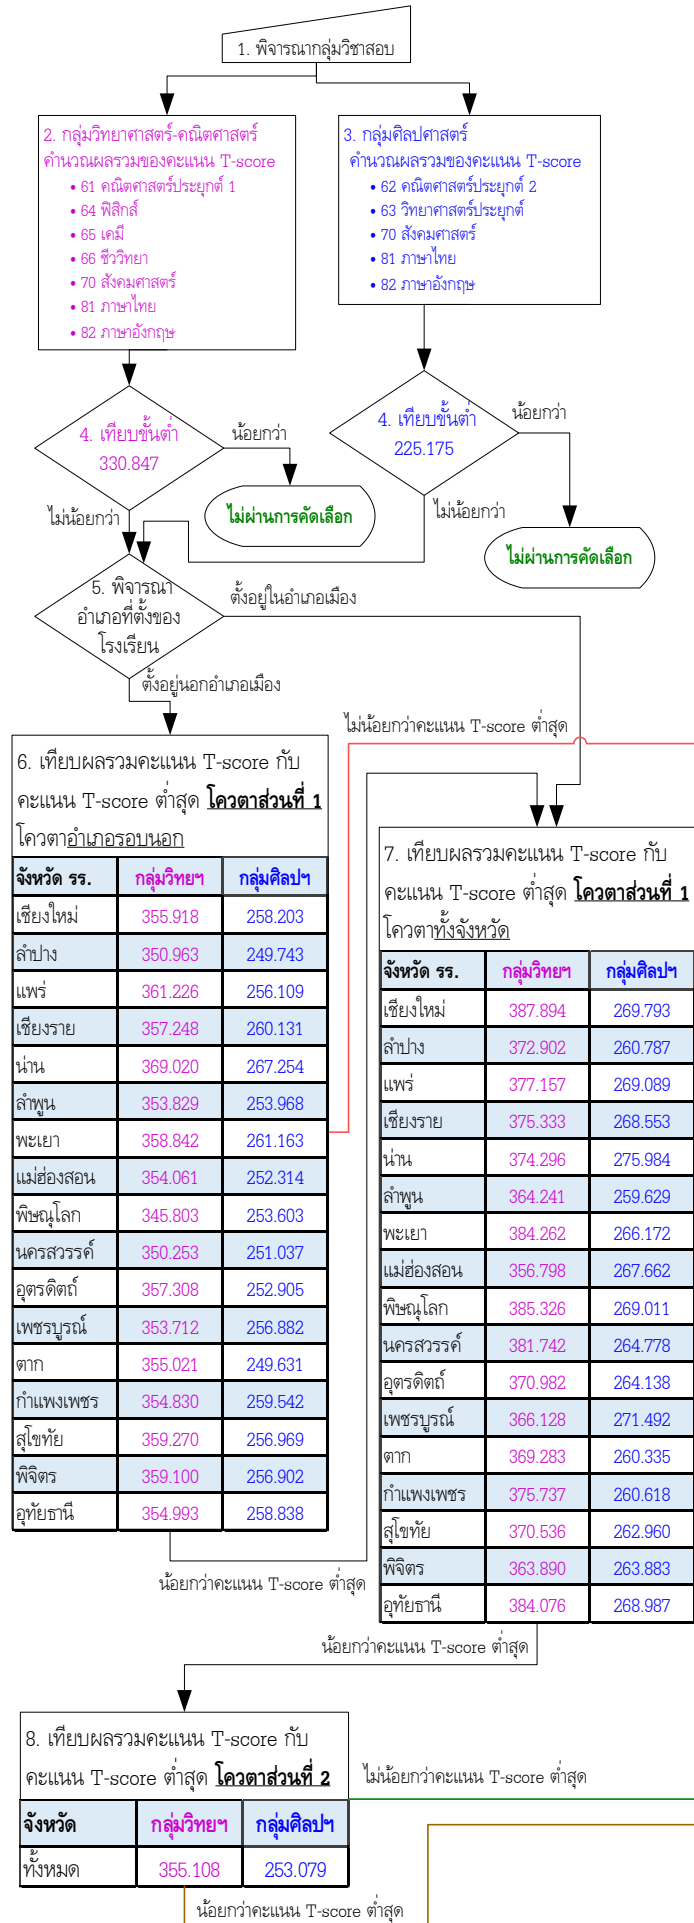 1. พิจารณากลุ่มวิชาสอบ
2. กลุ่มวิทยาศาสตร์-คณิตศาสตร์
คำนวณผลรวมของคะแนน T-score
• 61 คณิตศาสตร์ประยุกต์ 1
• 64 ฟิสิกส์
• 65 เคมี
• 66 ชีววิทยา
• 70 สังคมศาสตร์
• 81 ภาษาไทย
• 82 ภาษาอังกฤษ
3. กลุ่มศิลปศาสตร์
คำนวณผลรวมของคะแนน T-score
• 62 คณิตศาสตร์ประยุกต์ 2
• 63 วิทยาศาสตร์ประยุกต์
• 70 สังคมศาสตร์
• 81 ภาษาไทย
• 82 ภาษาอังกฤษ
4. เทียบขั้นต่ำ
330.847
น้อยกว่า
ไม่ผ่านการคัดเลือก
ไม่น้อยกว่า
4. เทียบขั้นต่ำ
225.175
น้อยกว่า
ไม่ผ่านการคัดเลือก
ไม่น้อยกว่า
5. พิจารณา
อำเภอที่ตั้งของ
โรงเรียน
ตั้งอยู่ในอำเภอเมือง
ตั้งอยู่นอกอำเภอเมือง
ไม่น้อยกว่าคะแนน T-score ต่ำสุด
6. เทียบผลรวมคะแนน T-score กับ
คะแนน T-score ต่ำสุด โควตาส่วนที่ 1
โควตาอำเภอรอบนอก
จังหวัด รร. กลุ่มวิทยฯ กลุ่มศิลปฯ
เชียงใหม่ 355.918 258.203
ลำปาง 350.963 249.743
แพร่ 361.226 256.109
เชียงราย 357.248 260.131
น่าน 369.020 267.254
ลำพูน 353.829 253.968
พะเยา 358.842 261.163
แม่ฮ่องสอน 354.061 252.314
พิษณุโลก 345.803 253.603
นครสวรรค์ 350.253 251.037
อุตรดิตถ์ 357.308 252.905
เพชรบูรณ์ 353.712 256.882
ตาก 355.021 249.631
กำแพงเพชร 354.830 259.542
สุโขทัย 359.270 256.969
พิจิตร 359.100 256.902
อุทัยธานี 354.993 258.838
น้อยกว่าคะแนน T-score ต่ำสุด
7. เทียบผลรวมคะแนน T-score กับ
คะแนน T-score ต่ำสุด โควตาส่วนที่ 1
โควตาทั้งจังหวัด
จังหวัด รร. กลุ่มวิทยฯ กลุ่มศิลปฯ
เชียงใหม่ 387.894 269.793
ลำปาง 372.902 260.787
แพร่ 377.157 269.089
เชียงราย 375.333 268.553
น่าน 374.296 275.984
ลำพูน 364.241 259.629
พะเยา 384.262 266.172
แม่ฮ่องสอน 356.798 267.662
พิษณุโลก 385.326 269.011
นครสวรรค์ 381.742 264.778
อุตรดิตถ์ 370.982 264.138
เพชรบูรณ์ 366.128 271.492
ตาก 369.283 260.335
กำแพงเพชร 375.737 260.618
สุโขทัย 370.536 262.960
พิจิตร 363.890 263.883
อุทัยธานี 384.076 268.987
น้อยกว่าคะแนน T-score ต่ำสุด
8. เทียบผลรวมคะแนน T-score กับ
คะแนน T-score ต่ำสุด โควตาส่วนที่ 2
จังหวัด กลุ่มวิทยฯ กลุ่มศิลปฯ
ทั้งหมด 355.108 253.079
ไม่น้อยกว่าคะแนน T-score ต่ำสุด
น้อยกว่าคะแนน T-score ต่ำสุด